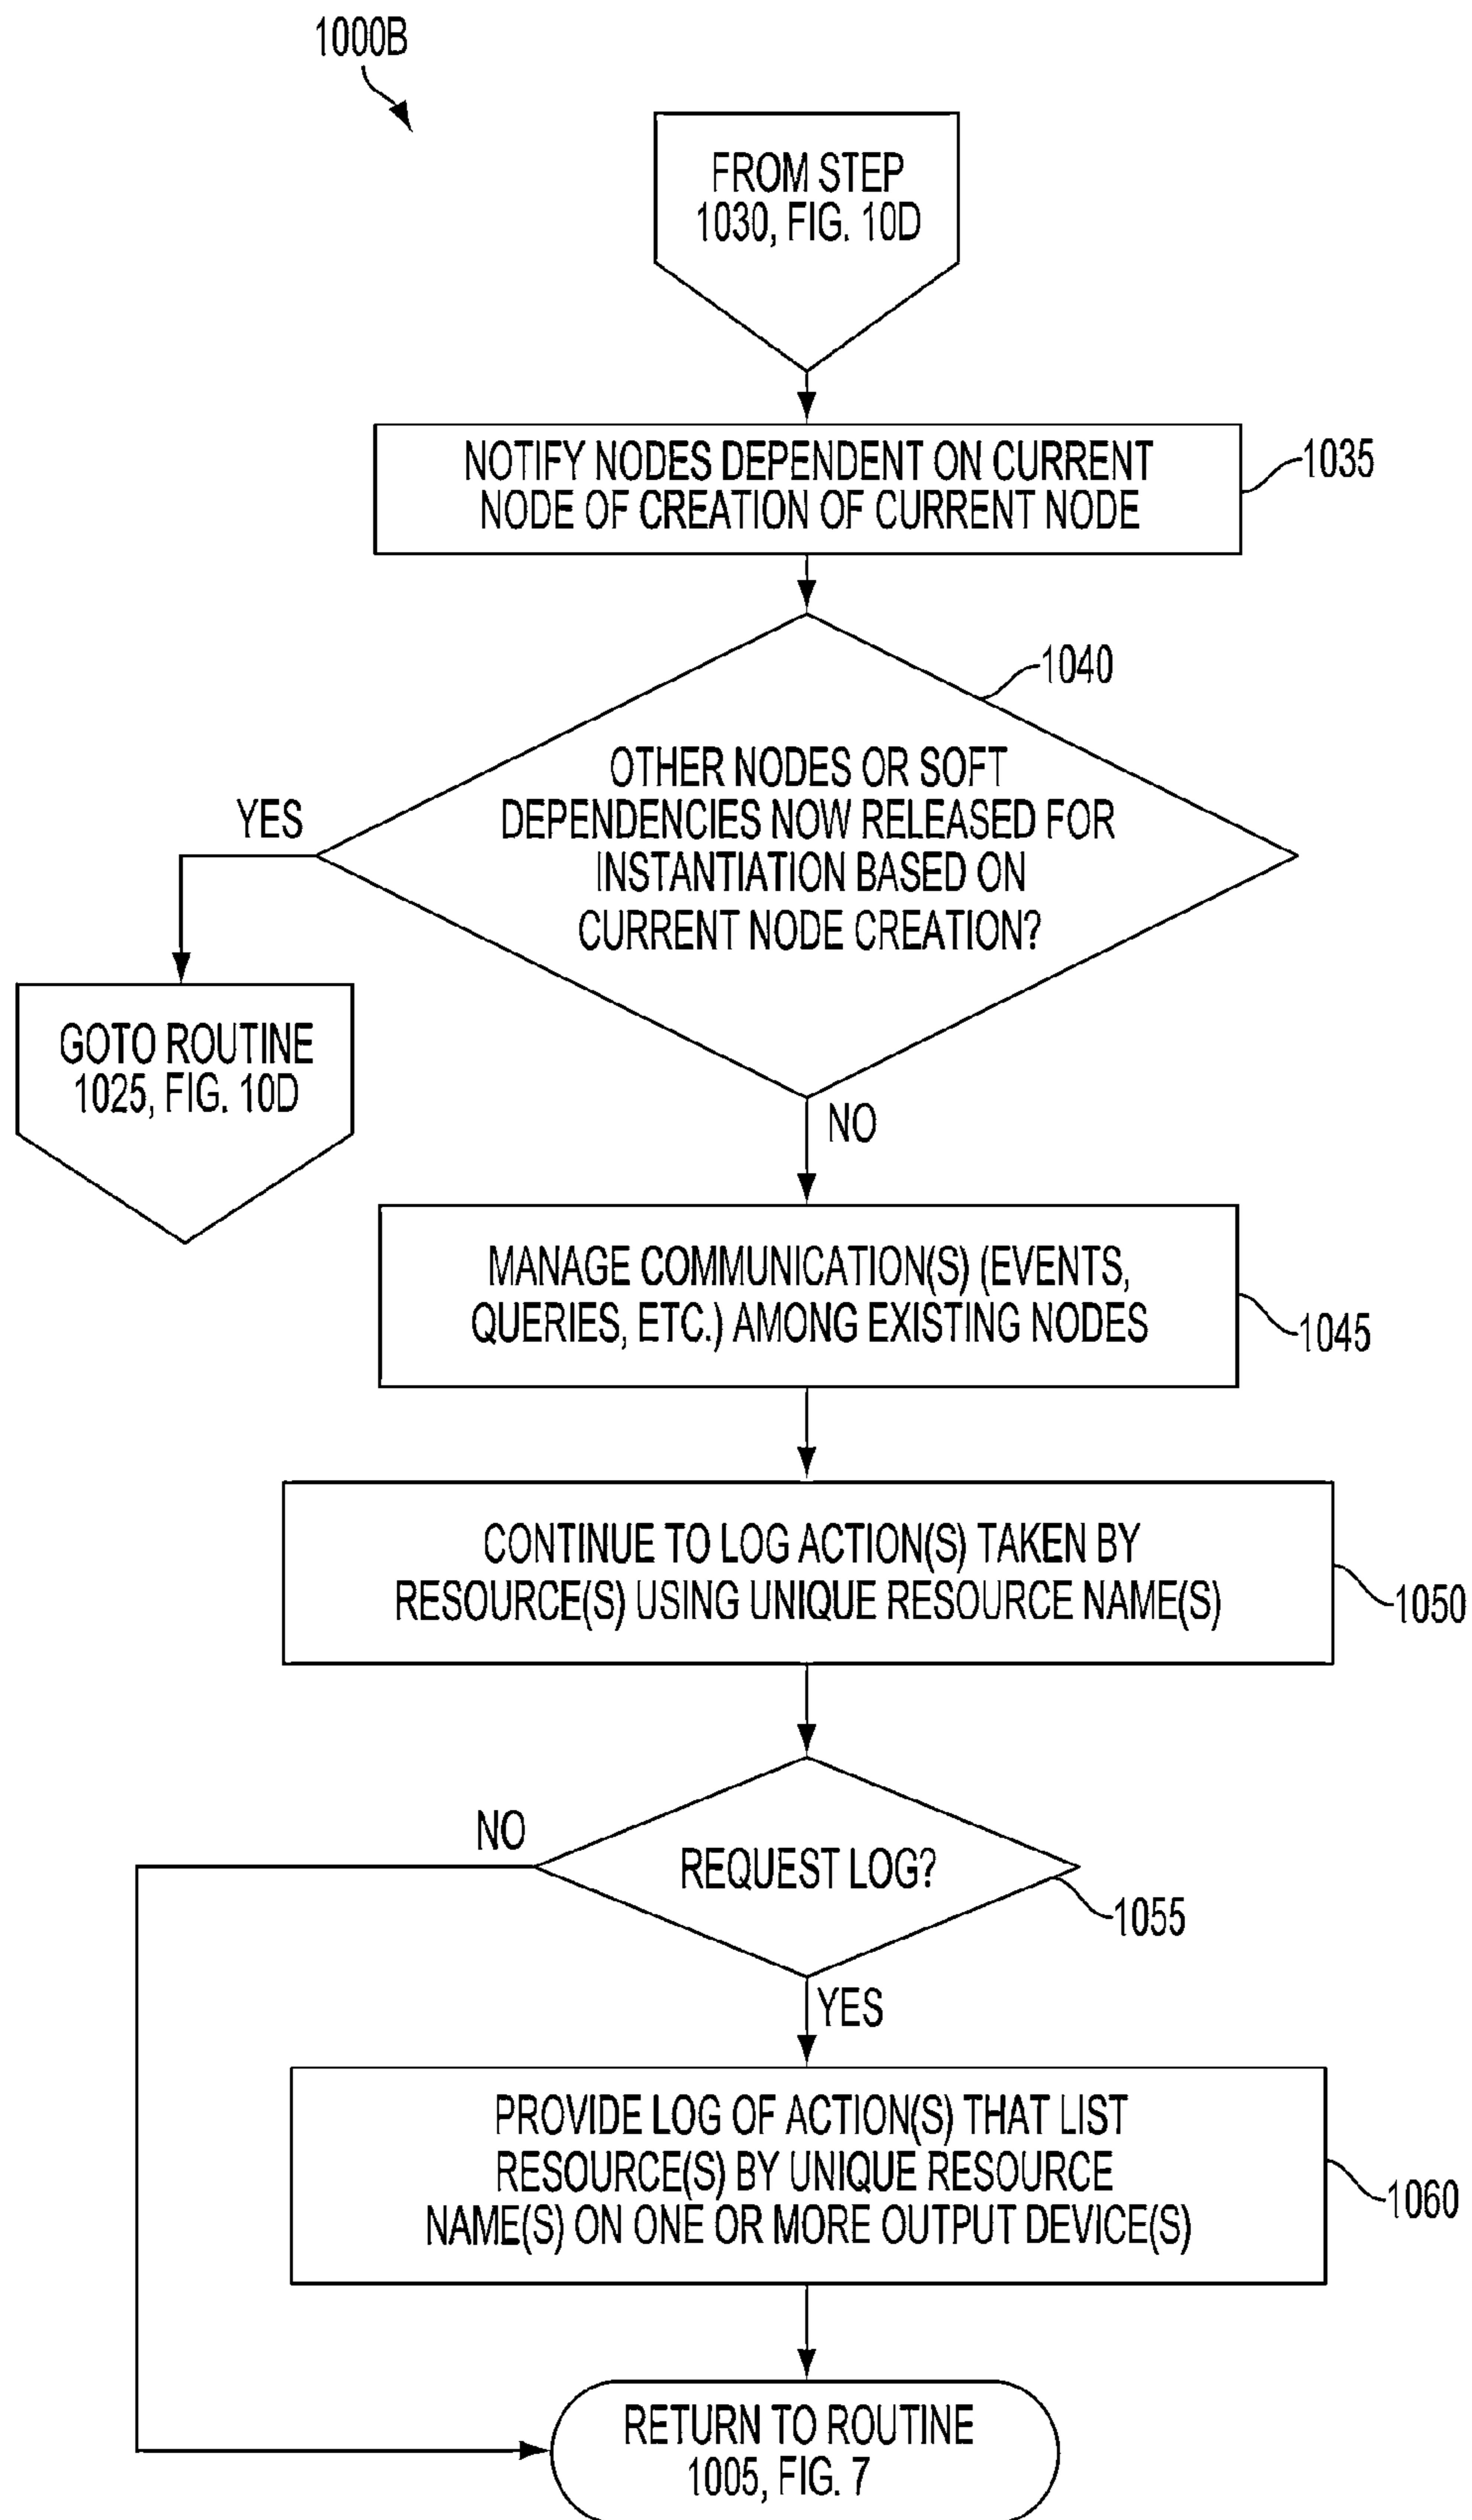 1000B
FROM STEP
1030, FIG. 10D
NOTIFY NODES DEPENDENT ON CURRENT
NODE OF CREATION OF CURRENT NODE
1035
1040
OTHER NODES OR SOFT
DEPENDENCIES NOW RELEASED FOR
INSTANTIATION BASED ON
CURRENT NODE CREATION?
YES
GOTO ROUTINE
1025, FIG. 10D
NO
MANAGE COMMUNICATION(S) (EVENTS,
QUERIES, ETC.) AMONG EXISTING NODES
1045
CONTINUE TO LOG ACTION(S) TAKEN BY
RESOURCE(S) USING UNIQUE RESOURCE NAME(S)
1050
NO
REQUEST LOG?
1055
YES
PROVIDE LOG OF ACTION(S) THAT LIST
RESOURCE(S) BY UNIQUE RESOURCE
NAME(S) ON ONE OR MORE OUTPUT DEVICE(S)
1060
RETURN TO ROUTINE
1005, FIG. 7